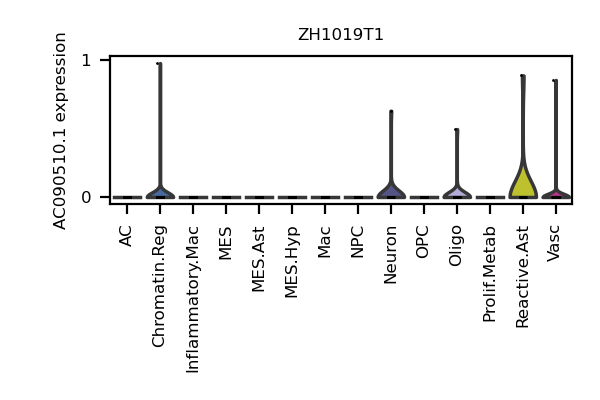 ZH1019T1
AC090510.1 expression
1
0
AC
Chromatin.Reg
Inflammatory.Mac
MES
MES.Ast
MES.Hyp
Mac
NPC
Neuron
OPC
Oligo
Prolif.Metab
Reactive.Ast
Vasc